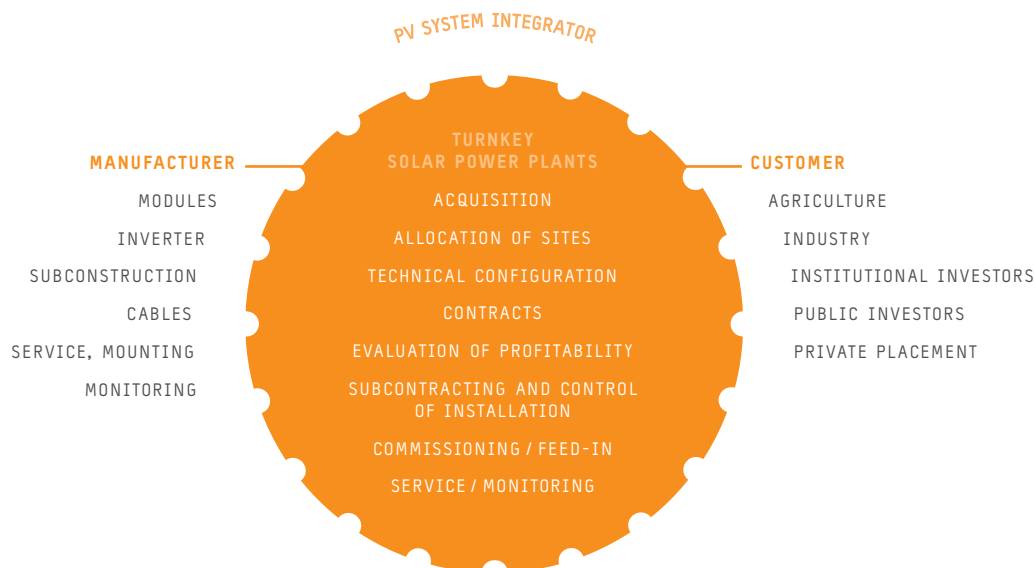 PV SYSTEM INTEGRATOR
MANUFACTURER
MODULES
INVERTER
SUBCONSTRUCTION
CABLES
SERVICE, MOUNTING
MONITORING
TURNKEY
SOLAR POWER PLANTS
ACQUISITION
ALLOCATION OF SITES
TECHNICAL CONFIGURATION
CONTRACTS
EVALUATION OF PROFITABILITY
SUBCONTRACTING AND CONTROL
OF INSTALLATION
COMMISSIONING / FEED-IN
SERVICE / MONITORING
CUSTOMER
AGRICULTURE
INDUSTRY
INSTITUTIONAL INVESTORS
PUBLIC INVESTORS
PRIVATE PLACEMENT